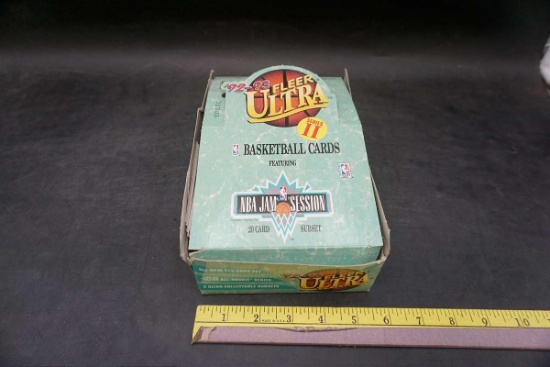 '92-'93
FLEER
ULTRA
SERIES
II
BASKETBALL CARDS
FEATURING
NBA JAM SESSION
20 CARD SUBSET
FLEER
ULTRA
1 2 3 4 5 6 7 8 9 10